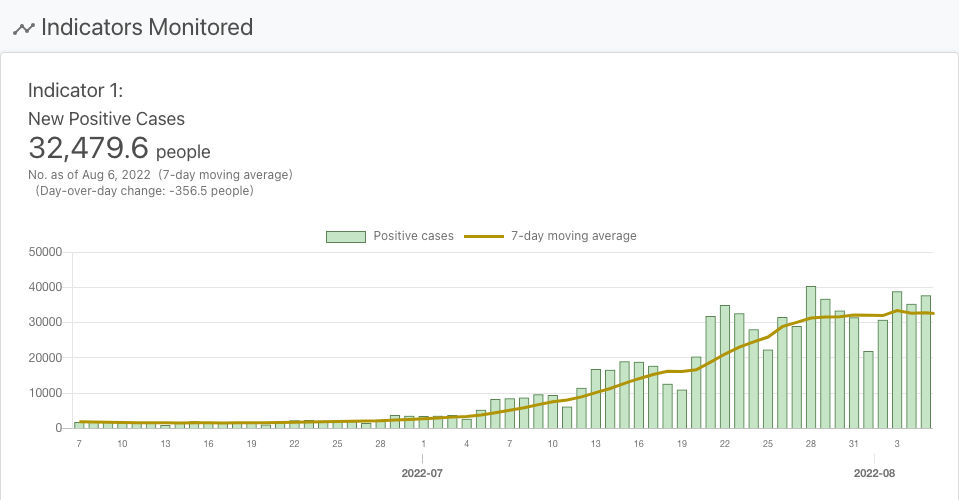 Indicators Monitored
Indicator 1:
New Positive Cases
32,479.6 people
No. as of Aug 6, 2022 (7-day moving average)
(Day-over-day change: -356.5 people)
Positive cases 7-day moving average
50000
40000
30000
20000
10000
0
7 10 13 16 19 22 25 28 1 4 7 10 13 16 19 22 25 28 31 3
2022-07 2022-08